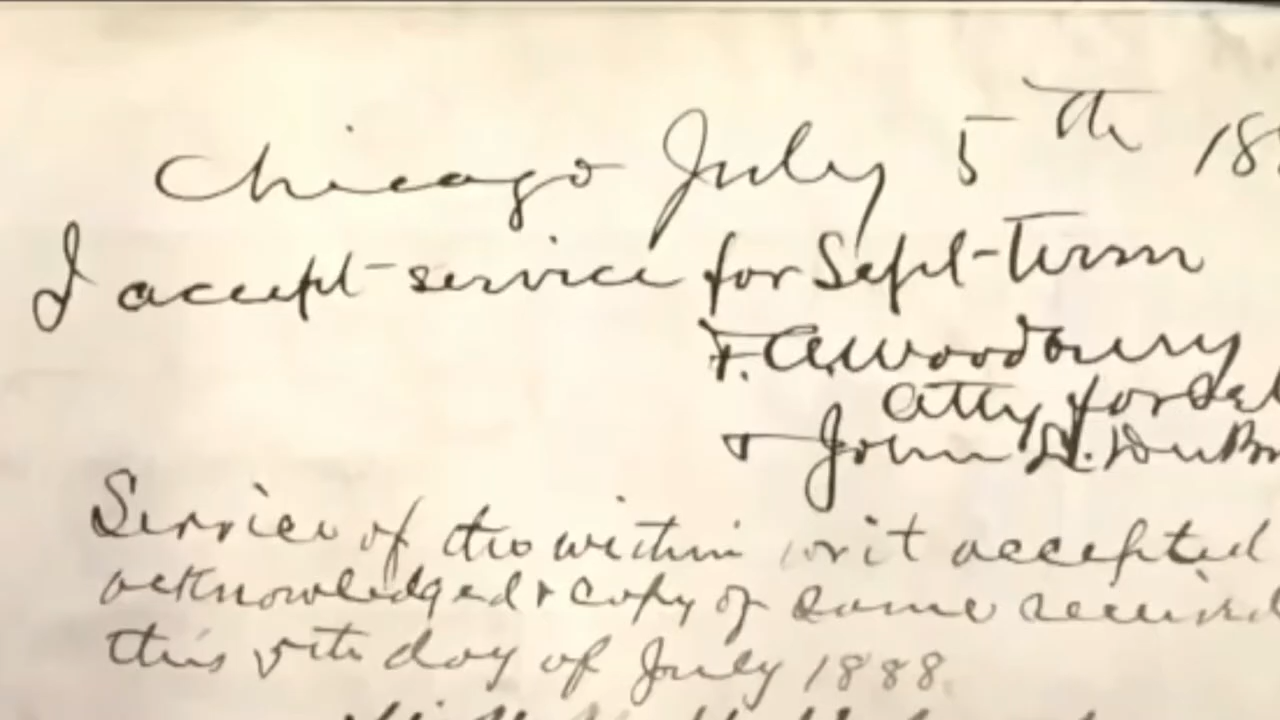 Chicago July 5th 18
I accept service for Sept-Term
F. A. Woodbury
Atty for
+ John D.
Service of the within writ accepted
acknowledged & copy of same received
this 5th day of July 1888.